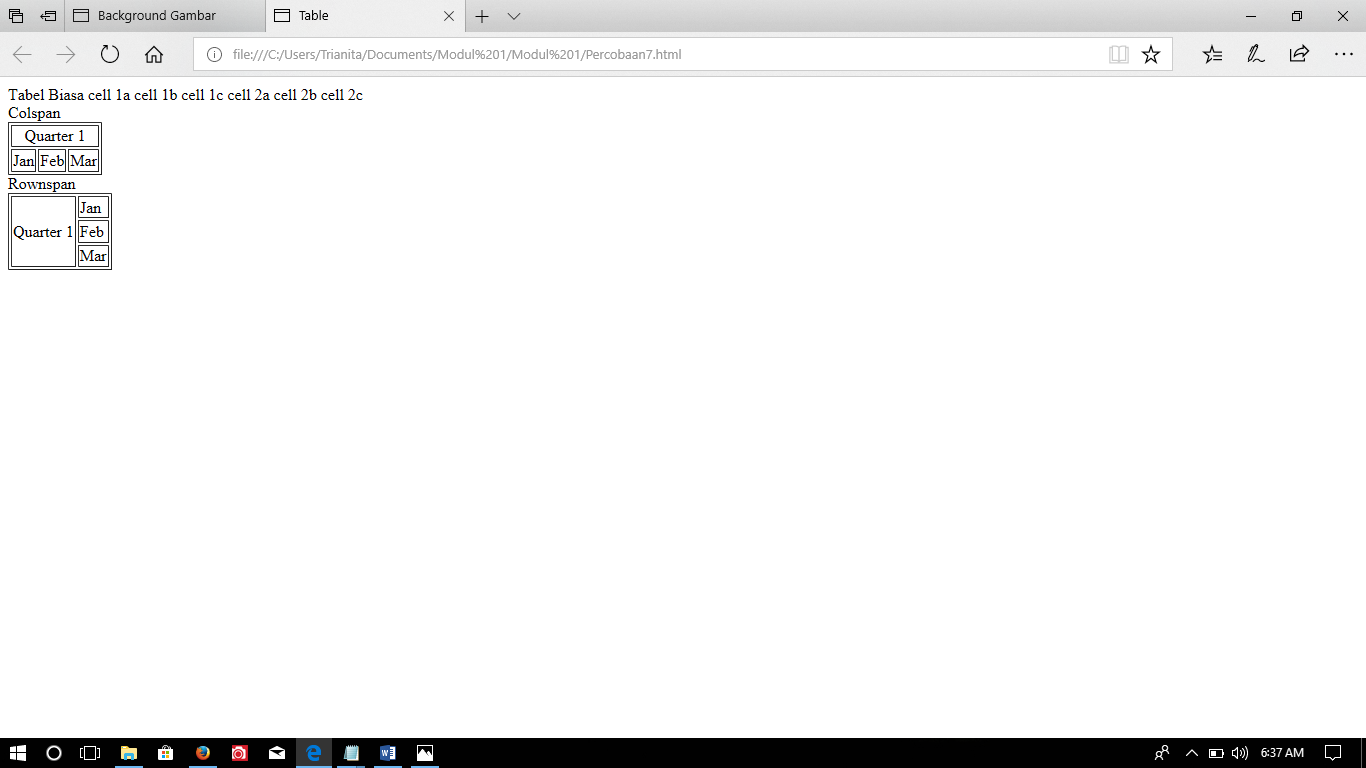 Background Gambar
Table
file:///C:/Users/Trianita/Documents/Modul%201/Modul%201/Percobaan7.html
Tabel Biasa cell 1a cell 1b cell 1c cell 2a cell 2b cell 2c
Colspan
Quarter 1
Jan Feb Mar
Rownspan
Quarter 1
Jan
Feb
Mar
6:37 AM